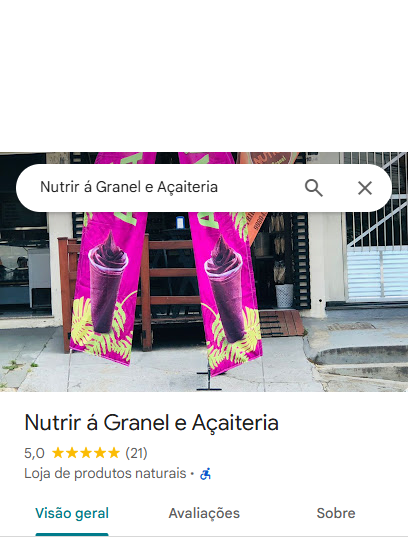 Nutrir á Granel e Açaiteria
Nutrir á Granel e Açaiteria
5,0 (21)
Loja de produtos naturais ·
Visão geral
Avaliações
Sobre